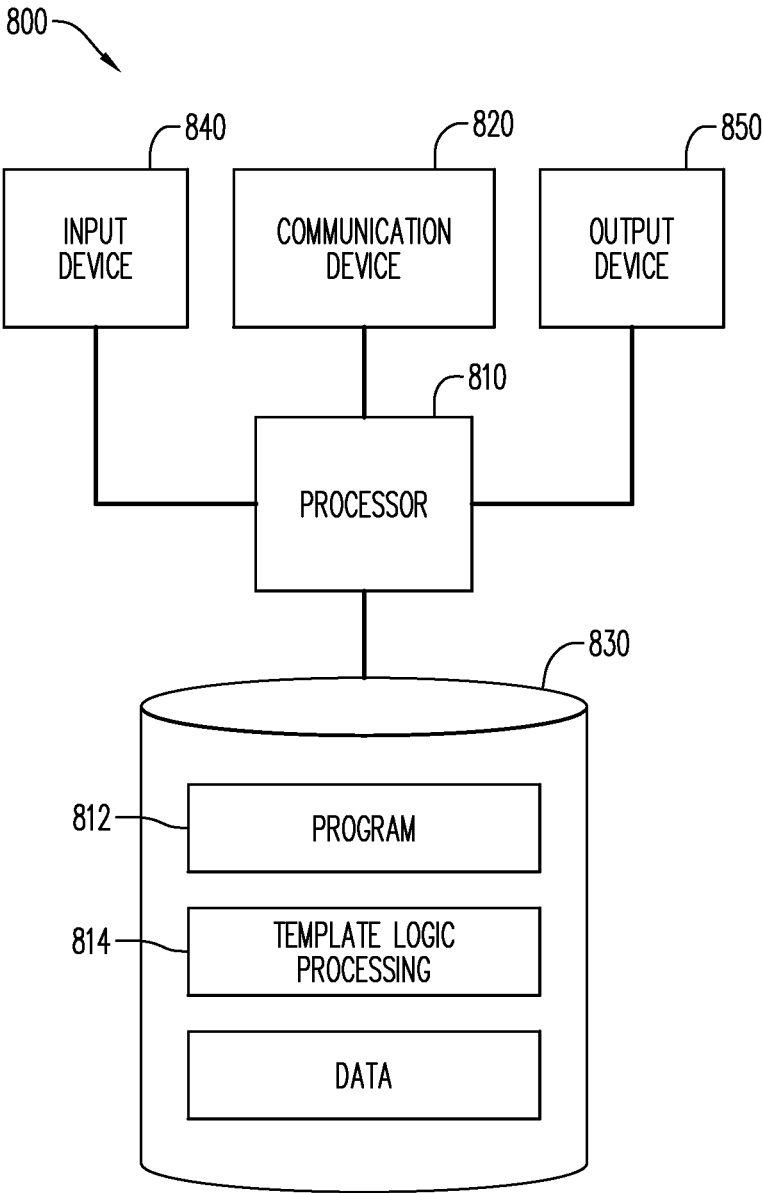 800
840
820
850
INPUT
DEVICE
COMMUNICATION
DEVICE
OUTPUT
DEVICE
810
PROCESSOR
830
812
PROGRAM
814
TEMPLATE LOGIC
PROCESSING
DATA